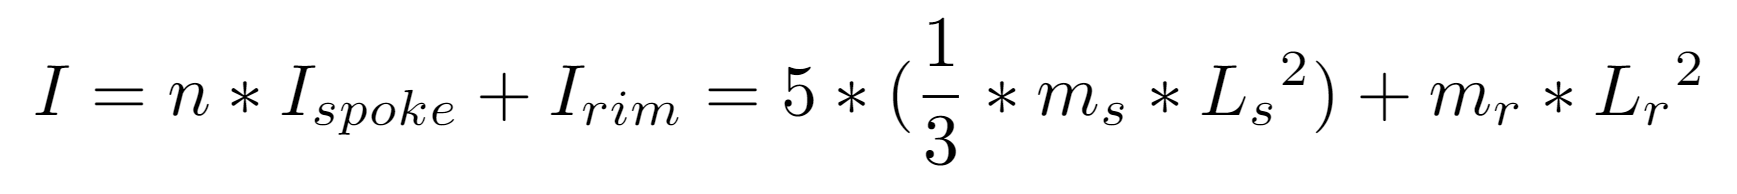 I = n * I_{spoke} + I_{rim} = 5 * (\frac{1}{3} * m_s * {L_s}^2) + m_r * {L_r}^2